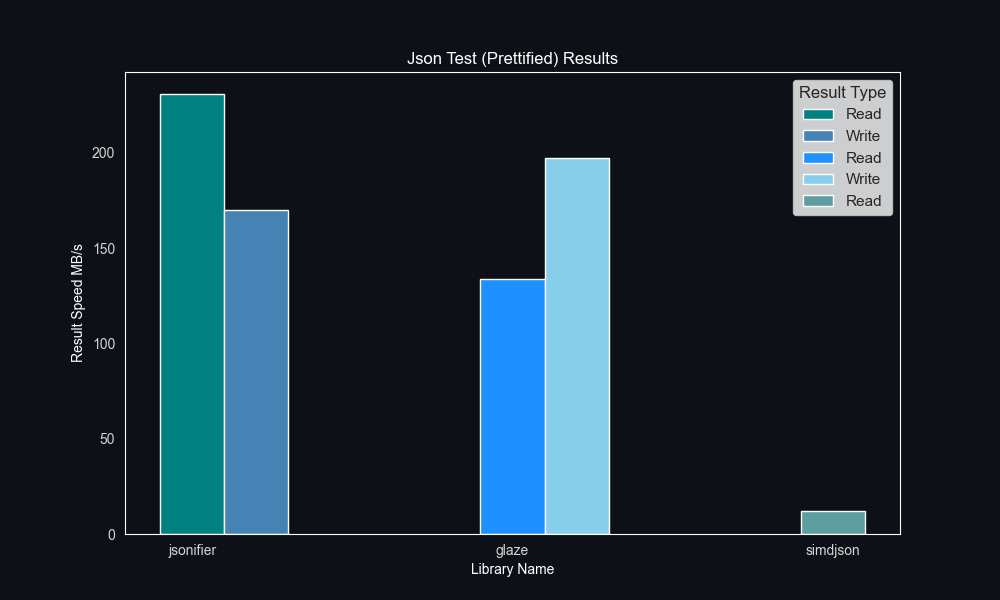 Json Test (Prettified) Results
Result Type
Read
Write
Read
Write
Read
Result Speed MB/s
200
150
100
50
0
jsonifier
glaze
simdjson
Library Name